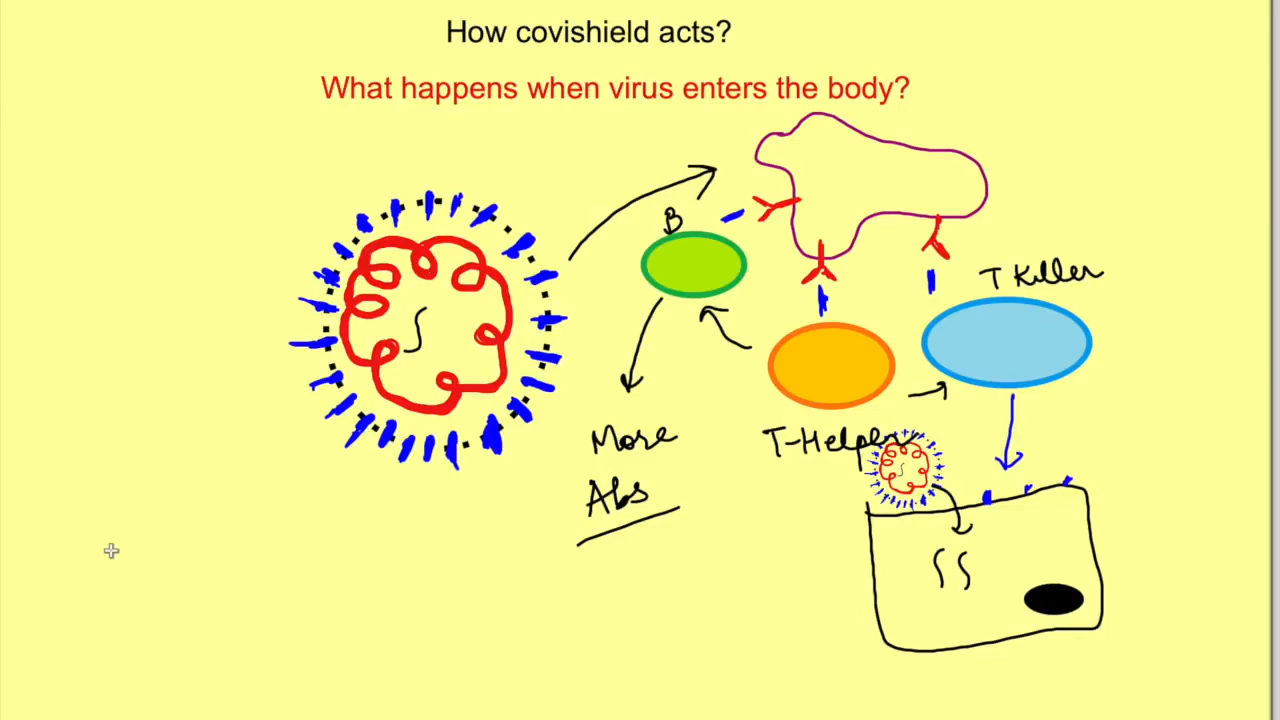 How covishield acts?
What happens when virus enters the body?
B
T Killer
More
Abs
T-Helper